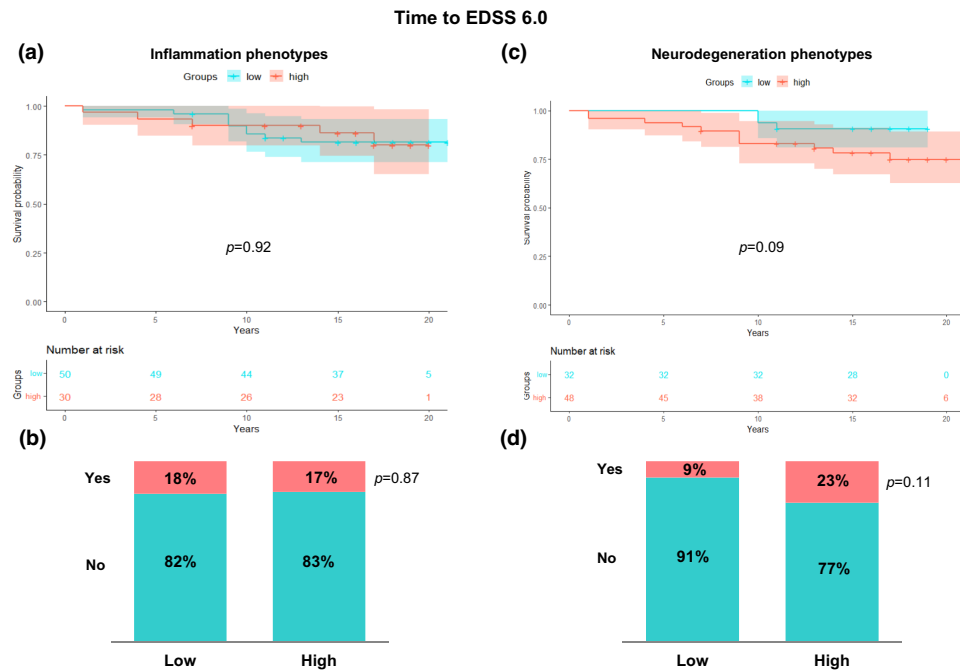 Time to EDSS 6.0
(a)
Inflammation phenotypes
Groups low high
1.00
0.75
0.50
0.25
0.00
Survival probability
p=0.92
0 5 10 15 20
Years
Number at risk
Groups
low 50 49 44 37 5
high 30 28 26 23 1
0 5 10 15 20
Years
(c)
Neurodegeneration phenotypes
Groups low high
1.00
0.75
0.50
0.25
0.00
Survival probability
p=0.09
0 5 10 15 20
Years
Number at risk
Groups
low 32 32 32 28 0
high 48 45 38 32 6
0 5 10 15 20
Years
(b)
Yes 18% 17% p=0.87
No 82% 83%
Low High
(d)
Yes 9% 23% p=0.11
No 91% 77%
Low High